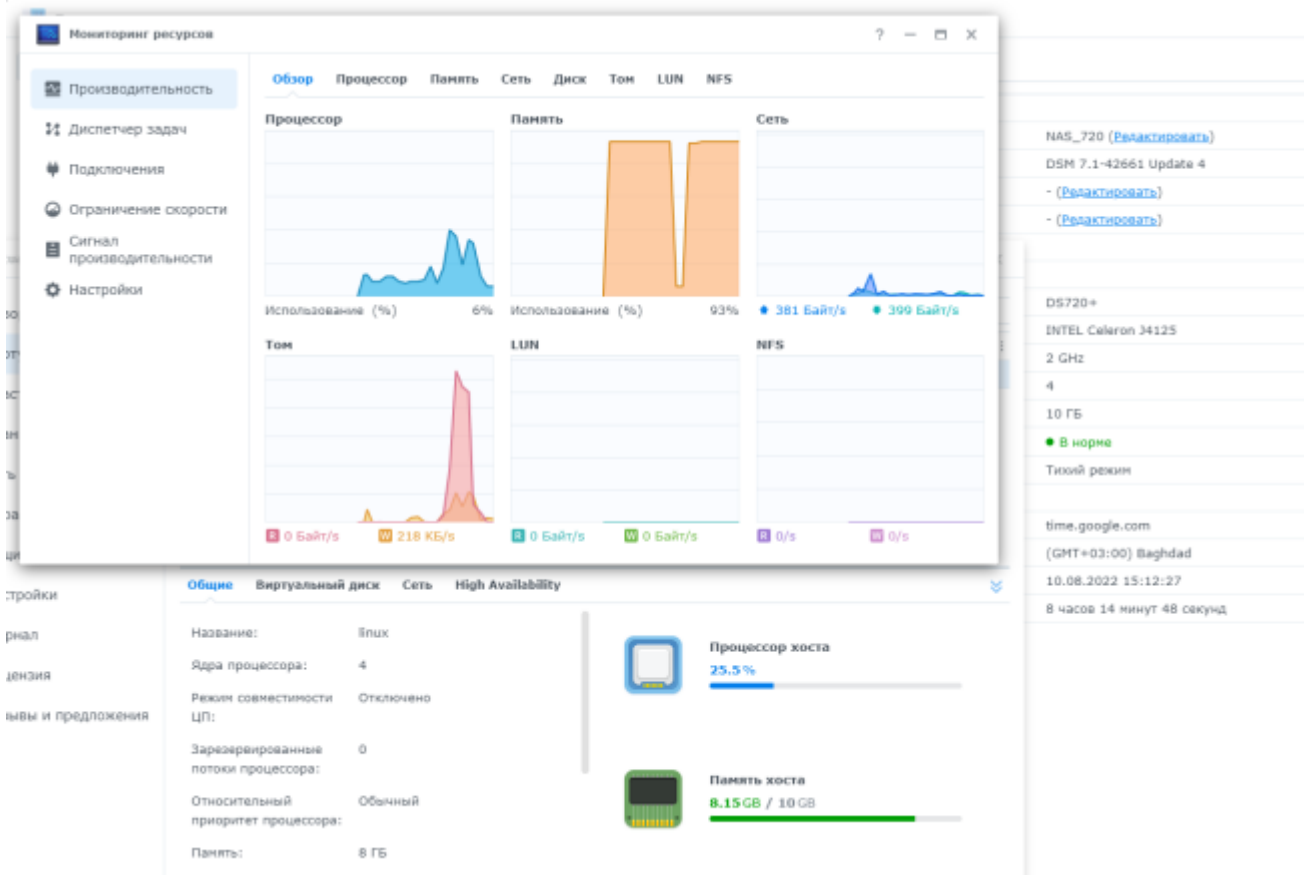 Мониторинг ресурсов
?
Производительность
Диспетчер задач
Подключения
Ограничение скорости
Сигнал
производительности
Настройки
Обзор Процессор Память Сеть Диск Том LUN NFS
Процессор
Использование (%) 6%
Память
Использование (%) 93%
Сеть
381 Байт/s 399 Байт/s
Том
R 0 Байт/s W 218 КБ/s
LUN
R 0 Байт/s W 0 Байт/s
NFS
R 0/s W 0/s
NAS_720 (Редактировать)
DSM 7.1-42661 Update 4
- (Редактировать)
- (Редактировать)
DS720+
INTEL Celeron J4125
2 GHz
4
10 ГБ
В норме
Тихий режим
time.google.com
(GMT+03:00) Baghdad
10.08.2022 15:12:27
8 часов 14 минут 48 секунд
стройки
рнал
цензия
зывы и предложения
Общие Виртуальный диск Сеть High Availability
Название: linux
Ядра процессора: 4
Режим совместимости Отключено
ЦП:
Зарезервированные 0
потоки процессора:
Относительный Обычный
приоритет процессора:
Память: 8 ГБ
Процессор хоста
25.5 %
Память хоста
8.15 GB / 10 GB